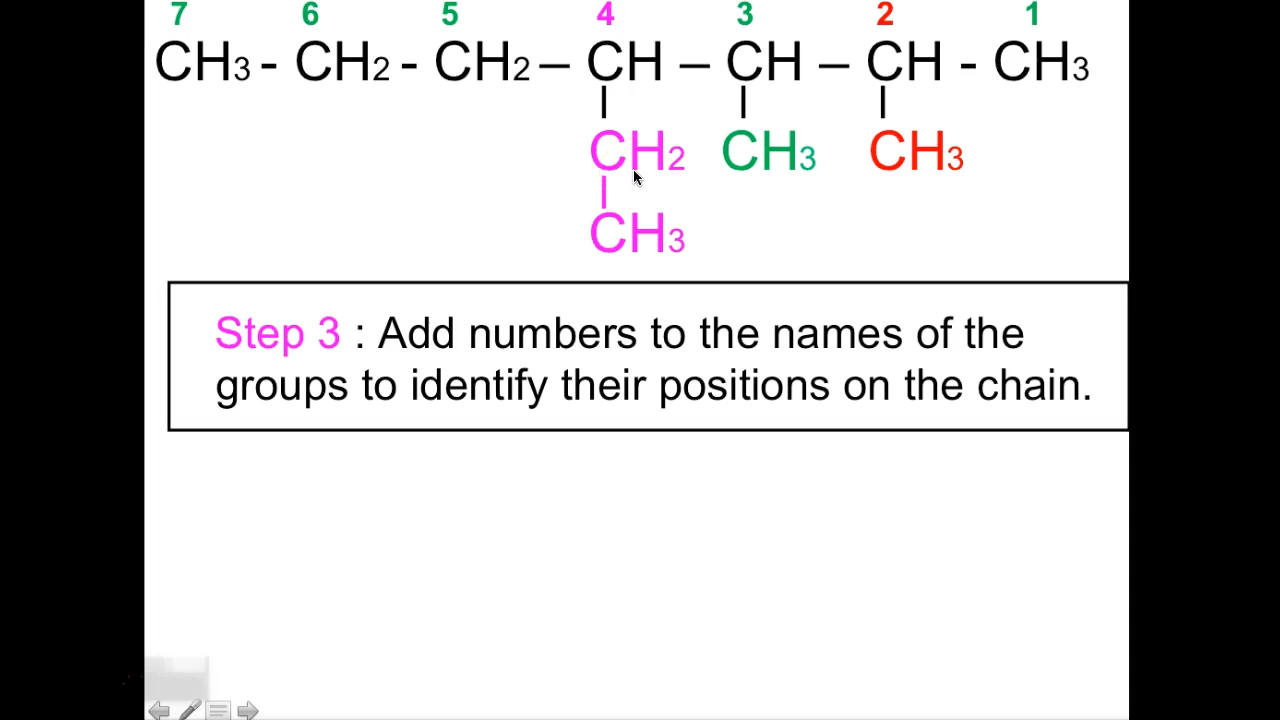 7 6 5 4 3 2 1
CH3 - CH2 - CH2 – CH – CH – CH - CH3
CH2 CH3 CH3
CH3
Step 3 : Add numbers to the names of the
groups to identify their positions on the chain.